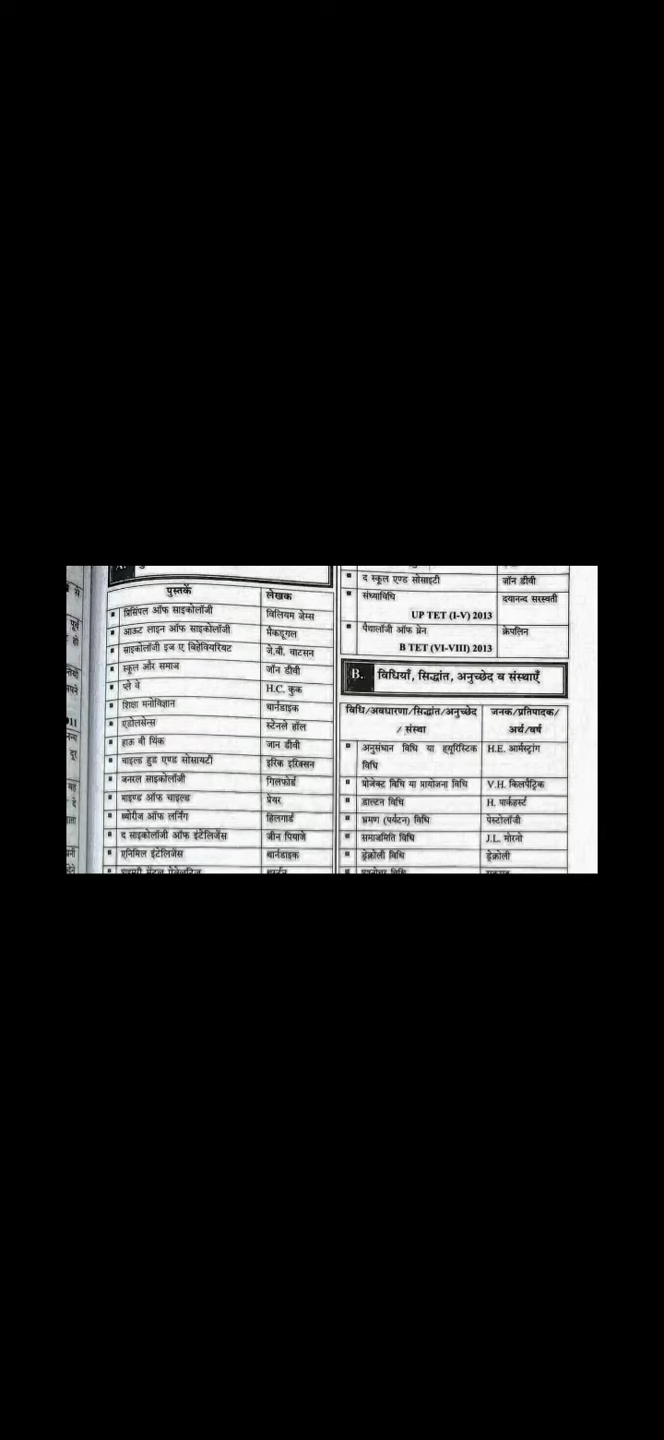 A.
पुस्तकें लेखक
प्रिंसिपल ऑफ साइकोलॉजी विलियम जेम्स
आऊट लाइन ऑफ साइकोलॉजी मैकडूगल
साइकोलॉजी इज ए बिहेवियरियट जे.बी. वाटसन
स्कूल और समाज जॉन डीवी
प्ले वे H.C. कुक
शिक्षा मनोविज्ञान थार्नडाइक
एडोलसेन्स स्टेनले हॉल
हाऊ वी थिंक जान डीवी
चाइल्ड हुड एण्ड सोसायटी इरिक इरिक्सन
जनरल साइकोलॉजी गिलफोर्ड
माइण्ड ऑफ चाइल्ड प्रेयर
थ्योरीज ऑफ लर्निंग हिलगार्ड
द साइकोलॉजी ऑफ इंटेलिजेंस जीन पियाजे
एनिमिल इंटेलिजेंस थार्नडाइक
द स्कूल एण्ड सोसाइटी जॉन डीवी
संध्याविधि दयानन्द सरस्वती
UP TET (I-V) 2013
पैथालॉजी ऑफ ब्रेन क्रेपलिन
B TET (VI-VIII) 2013
B. विधियाँ, सिद्धांत, अनुच्छेद व संस्थाएँ
विधि/अवधारणा/सिद्धांत/अनुच्छेद जनक/प्रतिपादक/
/ संस्था अर्थ/वर्ष
अनुसंधान विधि या ह्यूरिस्टिक H.E. आर्मस्ट्रांग
विधि
प्रोजेक्ट विधि या प्रायोजना विधि V.H. किलपैट्रिक
डाल्टन विधि H. पार्कहर्स्ट
भ्रमण (पर्यटन) विधि पेस्टोलॉजी
समाजमिति विधि J.L. मोरनो
ड्रेक्रोली विधि ड्रेक्रोली